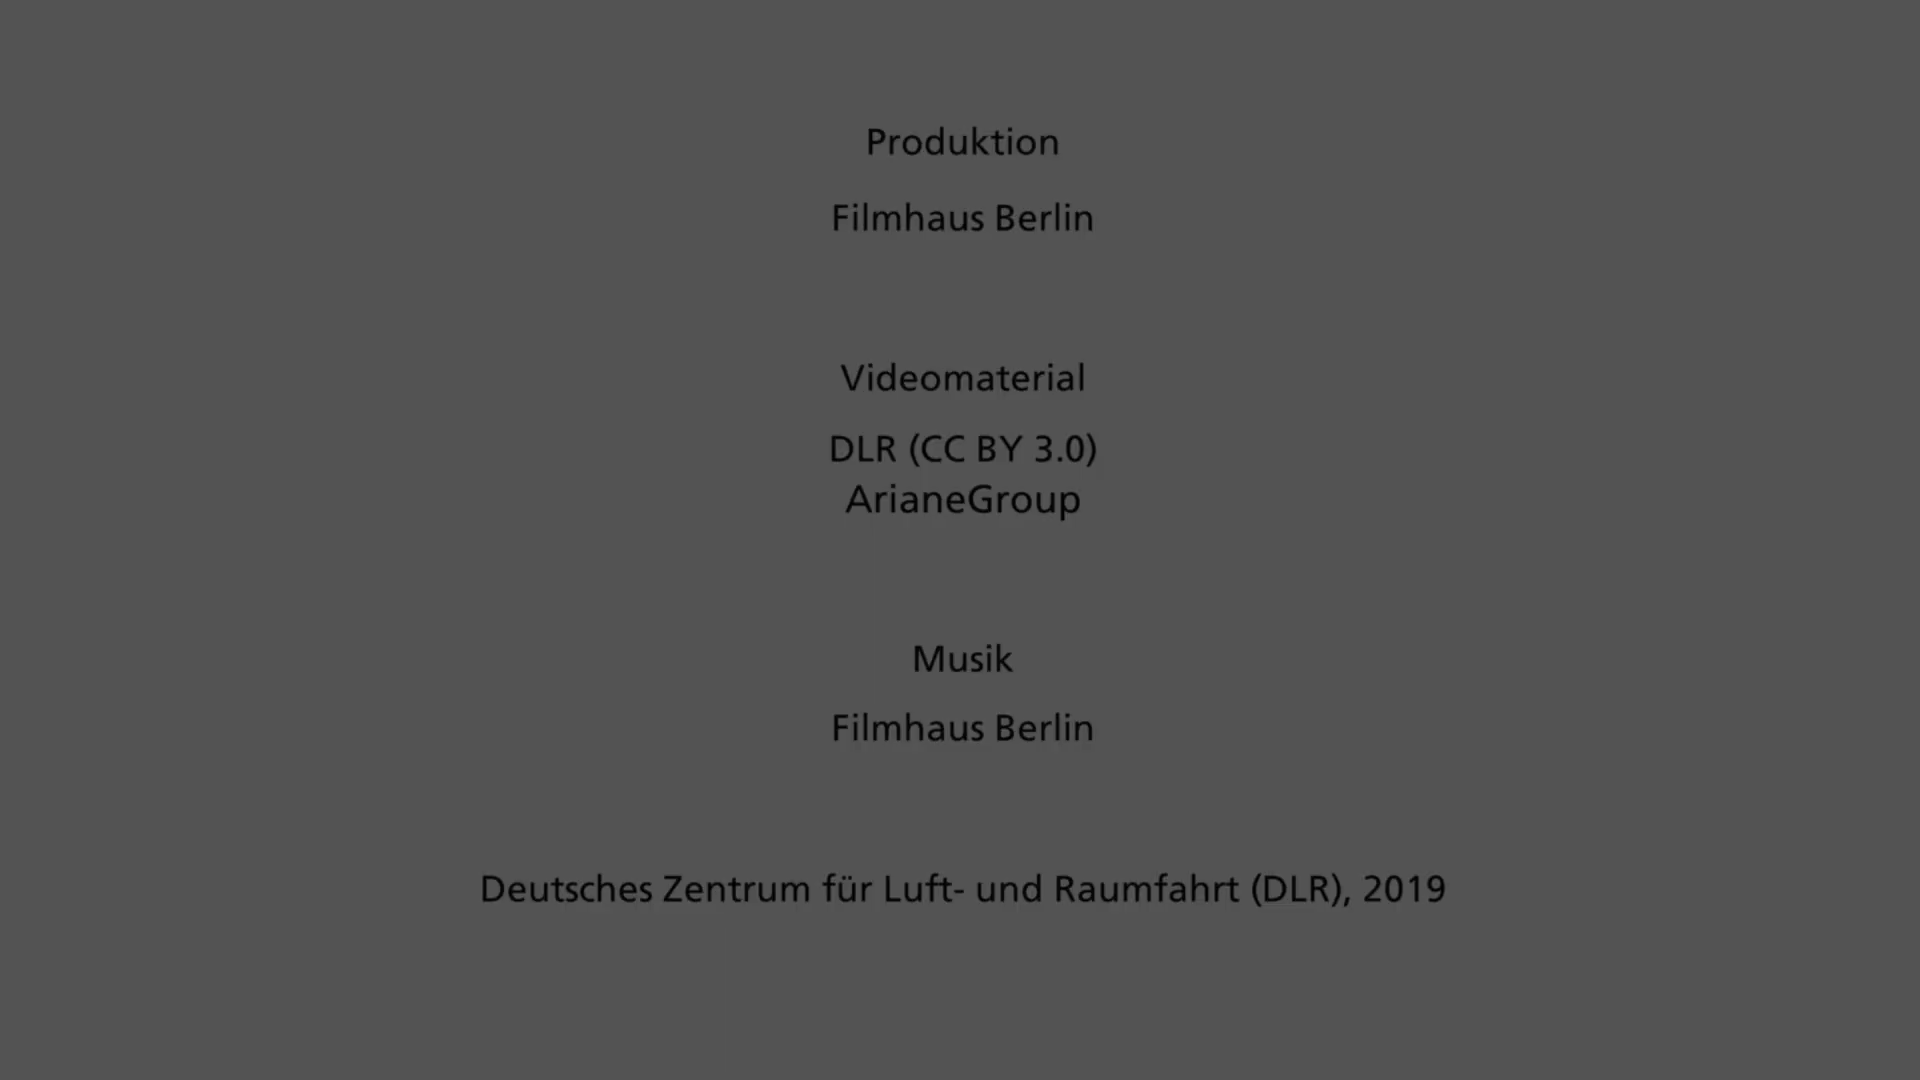 Produktion
Filmhaus Berlin
Videomaterial
DLR (CC BY 3.0)
ArianeGroup
Musik
Filmhaus Berlin
Deutsches Zentrum für Luft- und Raumfahrt (DLR), 2019